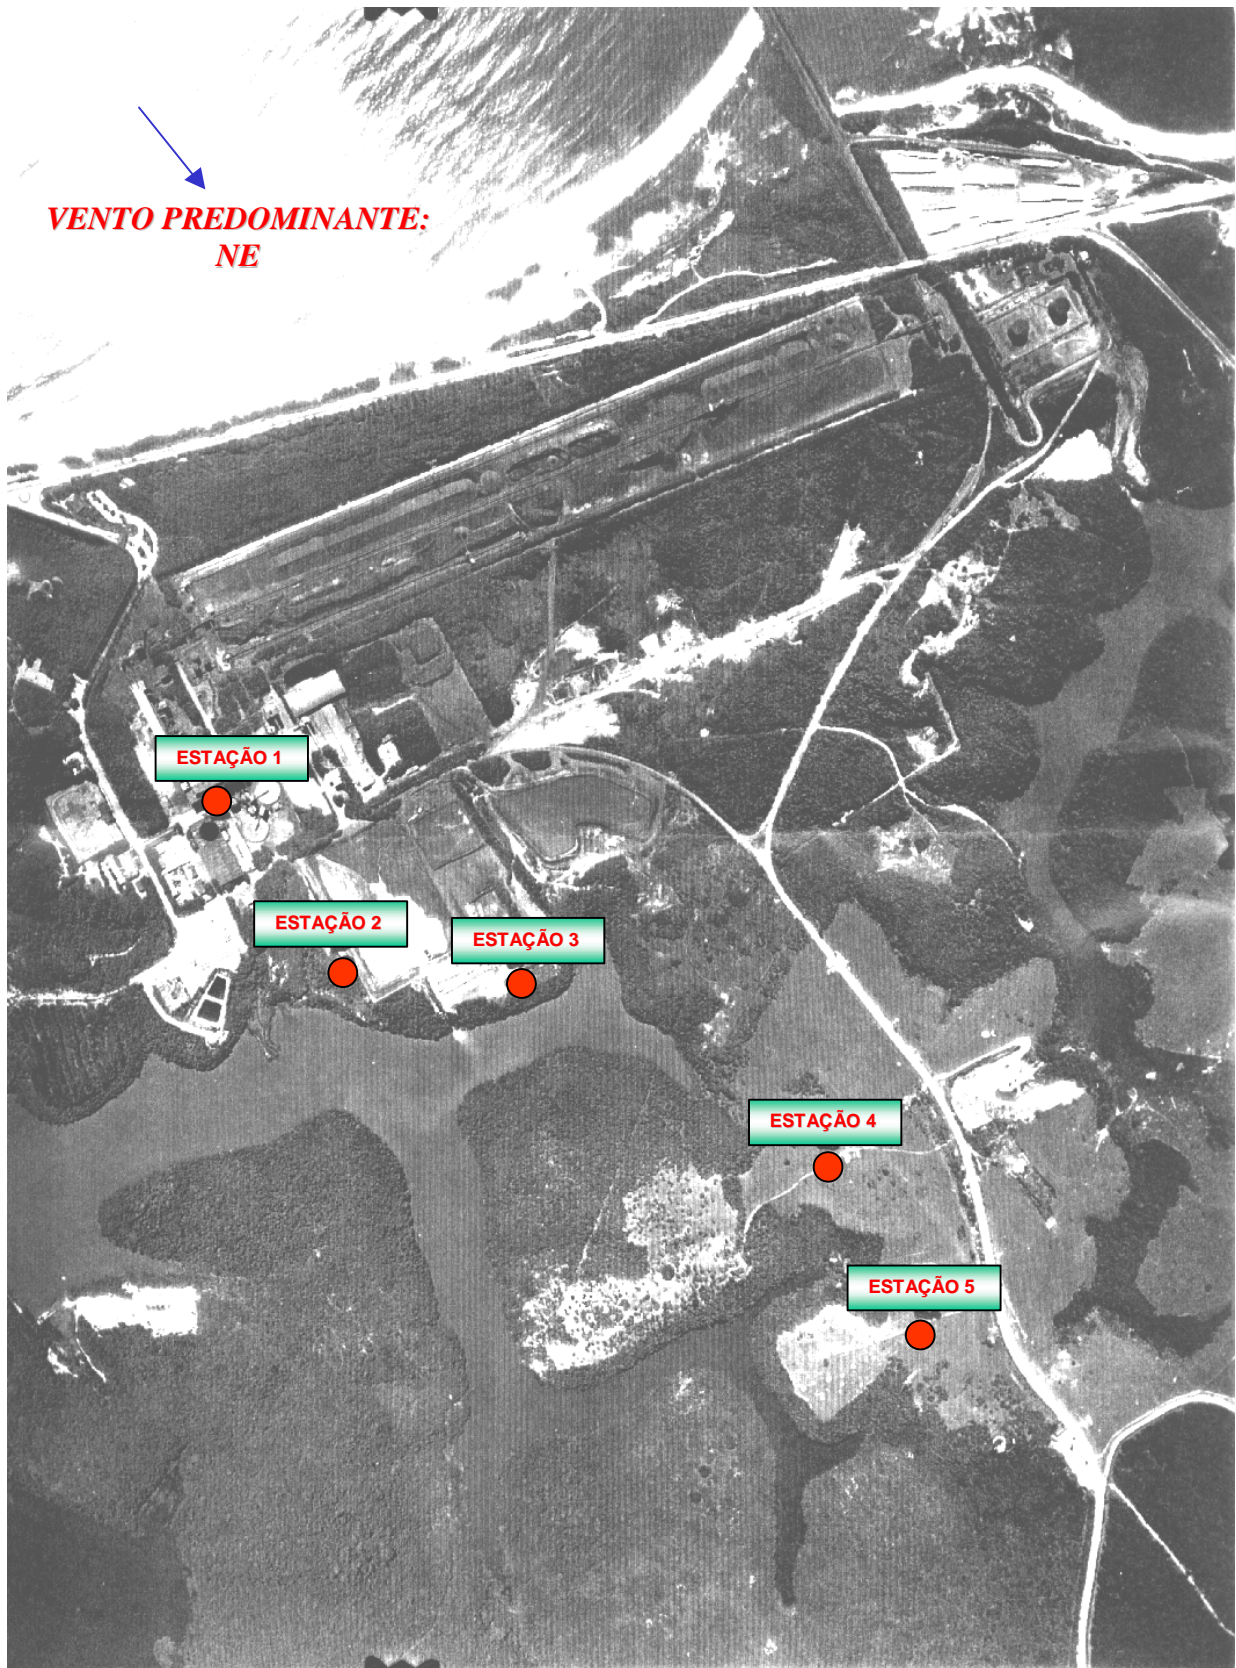 VENTO PREDOMINANTE:
NE
ESTAÇÃO 1
ESTAÇÃO 2
ESTAÇÃO 3
ESTAÇÃO 4
ESTAÇÃO 5